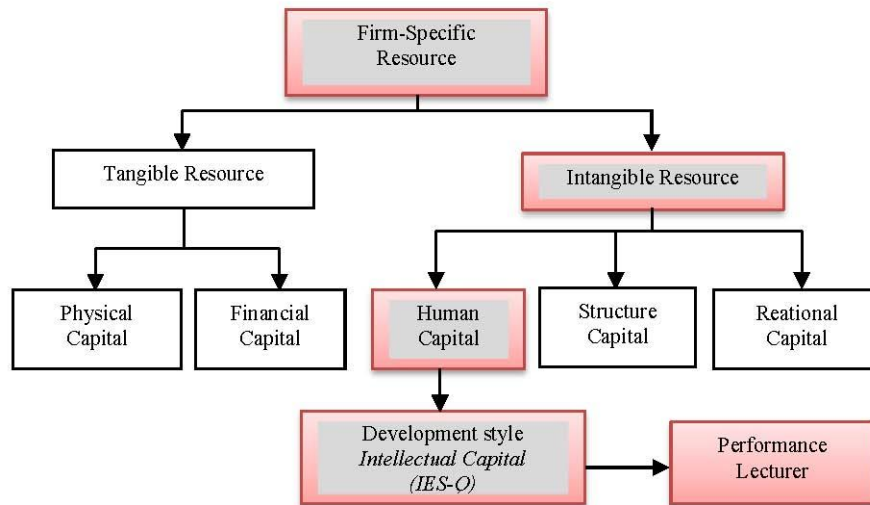 Firm-Specific
Resource
Tangible Resource
Intangible Resource
Physical
Capital
Financial
Capital
Human
Capital
Structure
Capital
Reational
Capital
Development style
Intellectual Capital
(IES-Q)
Performance
Lecturer